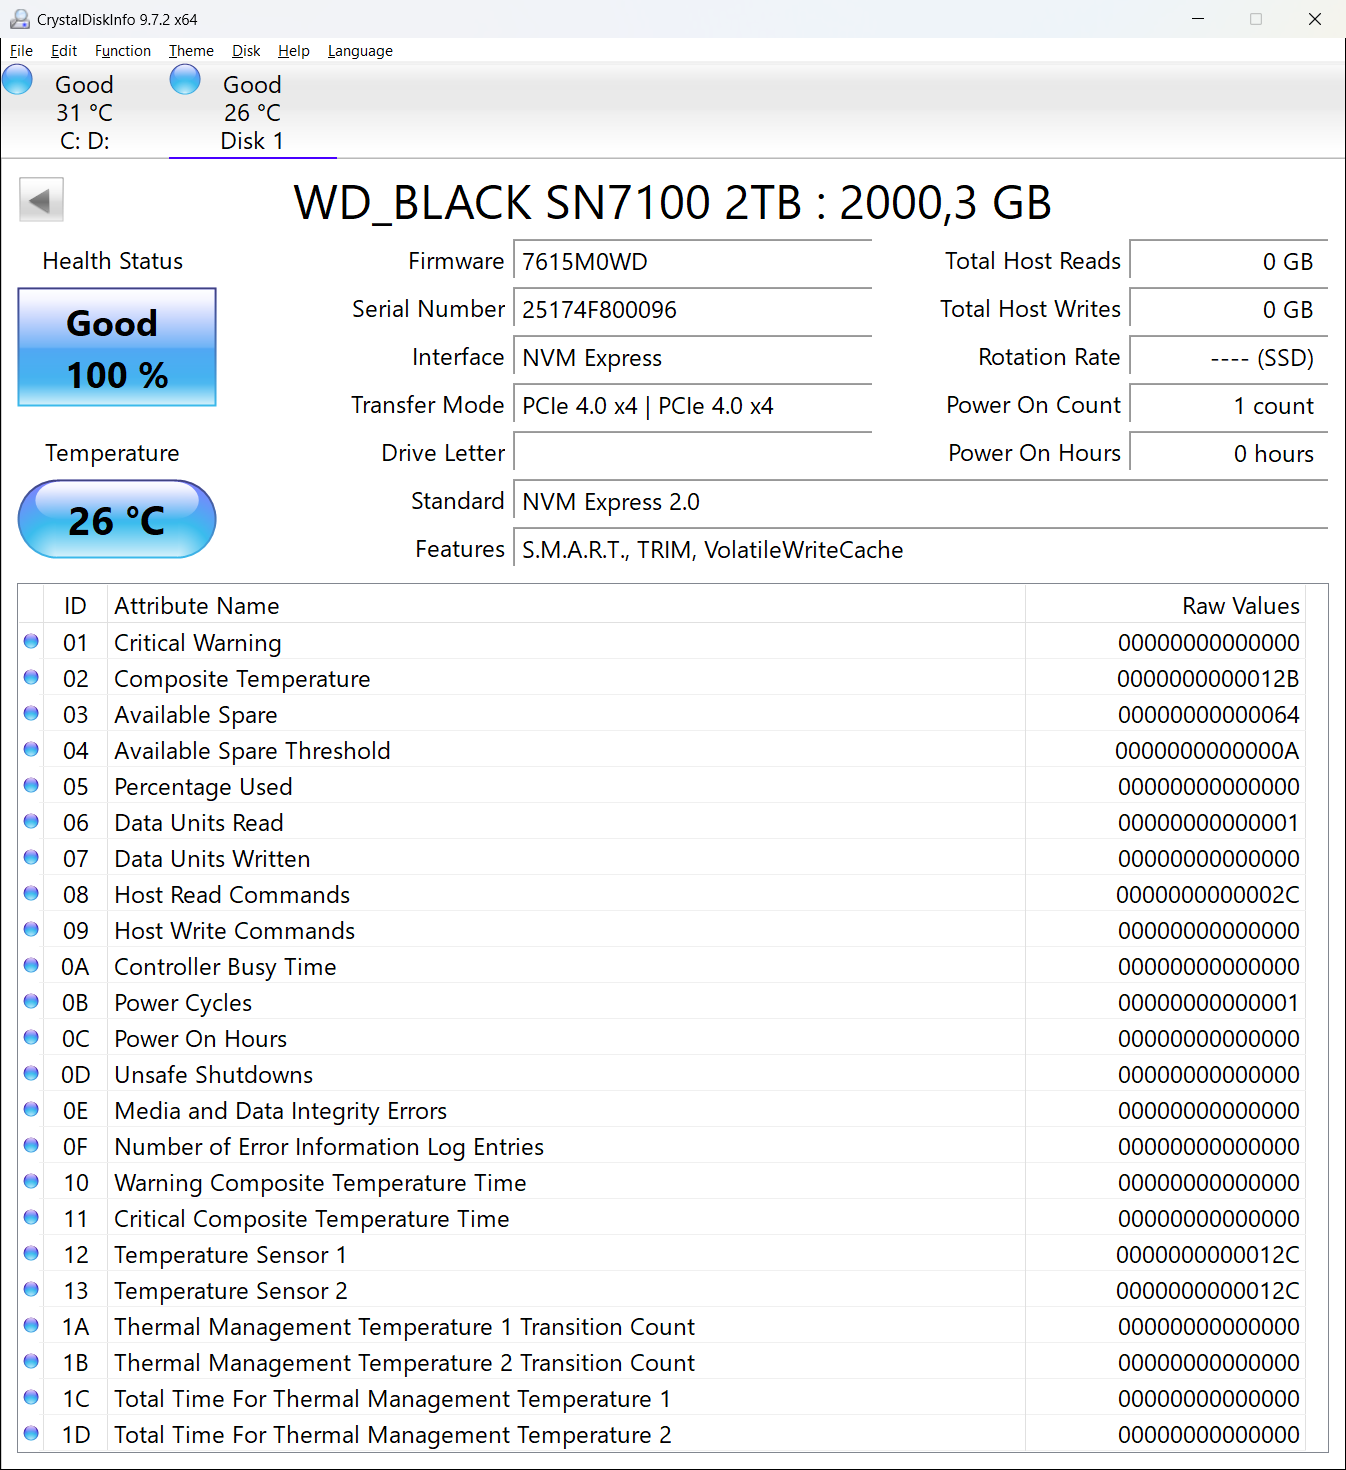 CrystalDiskInfo 9.7.2 x64
File Edit Function Theme Disk Help Language
Good
31 °C
C: D:
Good
26 °C
Disk 1
WD_BLACK SN7100 2TB : 2000,3 GB
Health Status
Good
100 %
Temperature
26 °C
Firmware 7615M0WD
Serial Number 25174F800096
Interface NVM Express
Transfer Mode PCIe 4.0 x4 | PCIe 4.0 x4
Drive Letter
Standard NVM Express 2.0
Features S.M.A.R.T., TRIM, VolatileWriteCache
Total Host Reads 0 GB
Total Host Writes 0 GB
Rotation Rate ---- (SSD)
Power On Count 1 count
Power On Hours 0 hours
ID Attribute Name Raw Values
01 Critical Warning 00000000000000
02 Composite Temperature 0000000000012B
03 Available Spare 00000000000064
04 Available Spare Threshold 0000000000000A
05 Percentage Used 00000000000000
06 Data Units Read 00000000000001
07 Data Units Written 00000000000000
08 Host Read Commands 0000000000002C
09 Host Write Commands 00000000000000
0A Controller Busy Time 00000000000000
0B Power Cycles 00000000000001
0C Power On Hours 00000000000000
0D Unsafe Shutdowns 00000000000000
0E Media and Data Integrity Errors 00000000000000
0F Number of Error Information Log Entries 00000000000000
10 Warning Composite Temperature Time 00000000000000
11 Critical Composite Temperature Time 00000000000000
12 Temperature Sensor 1 0000000000012C
13 Temperature Sensor 2 0000000000012C
1A Thermal Management Temperature 1 Transition Count 00000000000000
1B Thermal Management Temperature 2 Transition Count 00000000000000
1C Total Time For Thermal Management Temperature 1 00000000000000
1D Total Time For Thermal Management Temperature 2 00000000000000